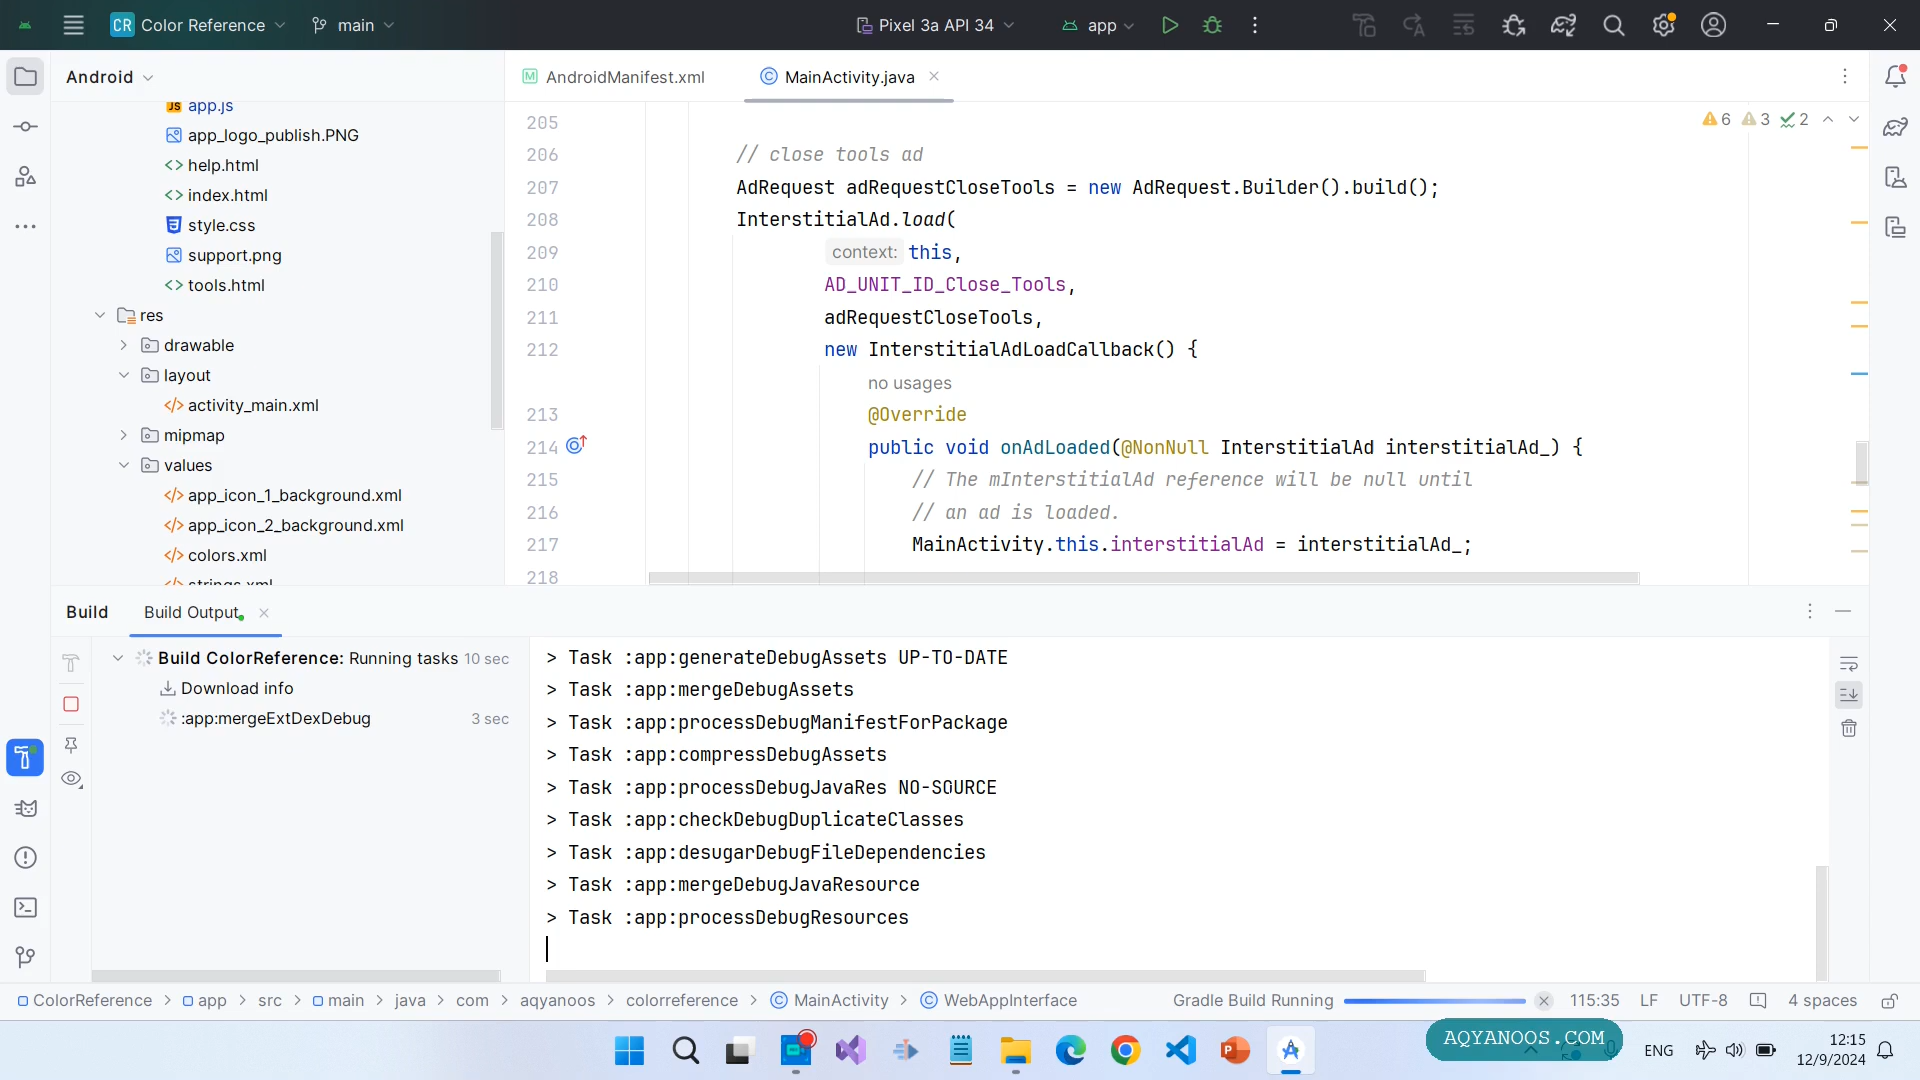 CR Color Reference
main
Pixel 3a API 34
app
Android
AndroidManifest.xml
MainActivity.java
app.js
app_logo_publish.PNG
help.html
index.html
style.css
support.png
tools.html
res
drawable
layout
activity_main.xml
mipmap
values
app_icon_1_background.xml
app_icon_2_background.xml
colors.xml
strings.xml
6 3 2
205
206 // close tools ad
207 AdRequest adRequestCloseTools = new AdRequest.Builder().build();
208 InterstitialAd.load(
209 context: this,
210 AD_UNIT_ID_Close_Tools,
211 adRequestCloseTools,
212 new InterstitialAdLoadCallback() {
no usages
213 @Override
214 public void onAdLoaded(@NonNull InterstitialAd interstitialAd_) {
215 // The mInterstitialAd reference will be null until
216 // an ad is loaded.
217 MainActivity.this.interstitialAd = interstitialAd_;
218
Build
Build Output
Build ColorReference: Running tasks 10 sec
Download info
:app:mergeExtDexDebug 3 sec
> Task :app:generateDebugAssets UP-TO-DATE
> Task :app:mergeDebugAssets
> Task :app:processDebugManifestForPackage
> Task :app:compressDebugAssets
> Task :app:processDebugJavaRes NO-SOURCE
> Task :app:checkDebugDuplicateClasses
> Task :app:desugarDebugFileDependencies
> Task :app:mergeDebugJavaResource
> Task :app:processDebugResources
ColorReference > app > src > main > java > com > aqyanoos > colorreference > MainActivity > WebAppInterface
Gradle Build Running
115:35 LF UTF-8 4 spaces
AQYANOOS.COM
ENG
12:15
12/9/2024